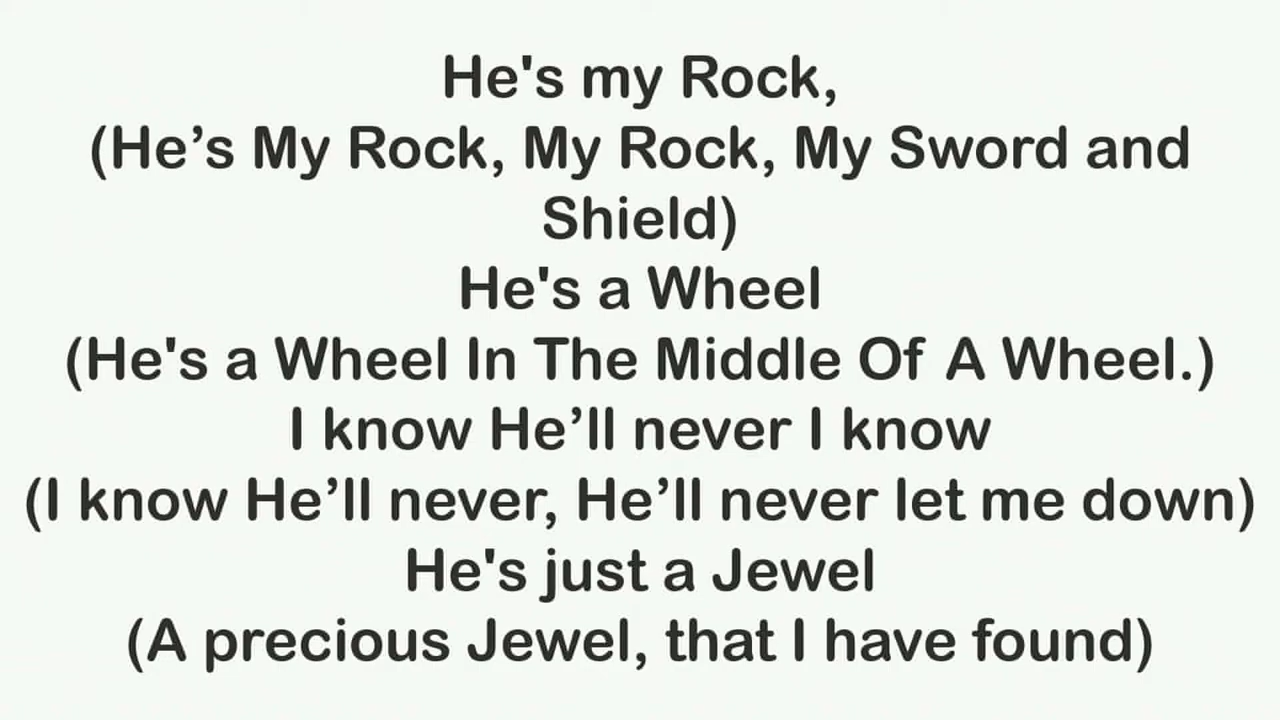 He's my Rock,
(He’s My Rock, My Rock, My Sword and
Shield)
He's a Wheel
(He's a Wheel In The Middle Of A Wheel.)
I know He’ll never I know
(I know He’ll never, He’ll never let me down)
He's just a Jewel
(A precious Jewel, that I have found)